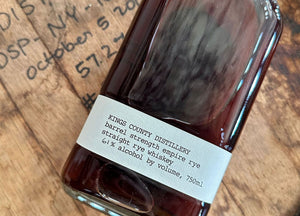 DIST
DSP-NY-
october 5 20
57.2
#
KINGS COUNTY DISTILLERY
barrel strength empire rye
straight rye whiskey
61% alcohol by volume, 750ml